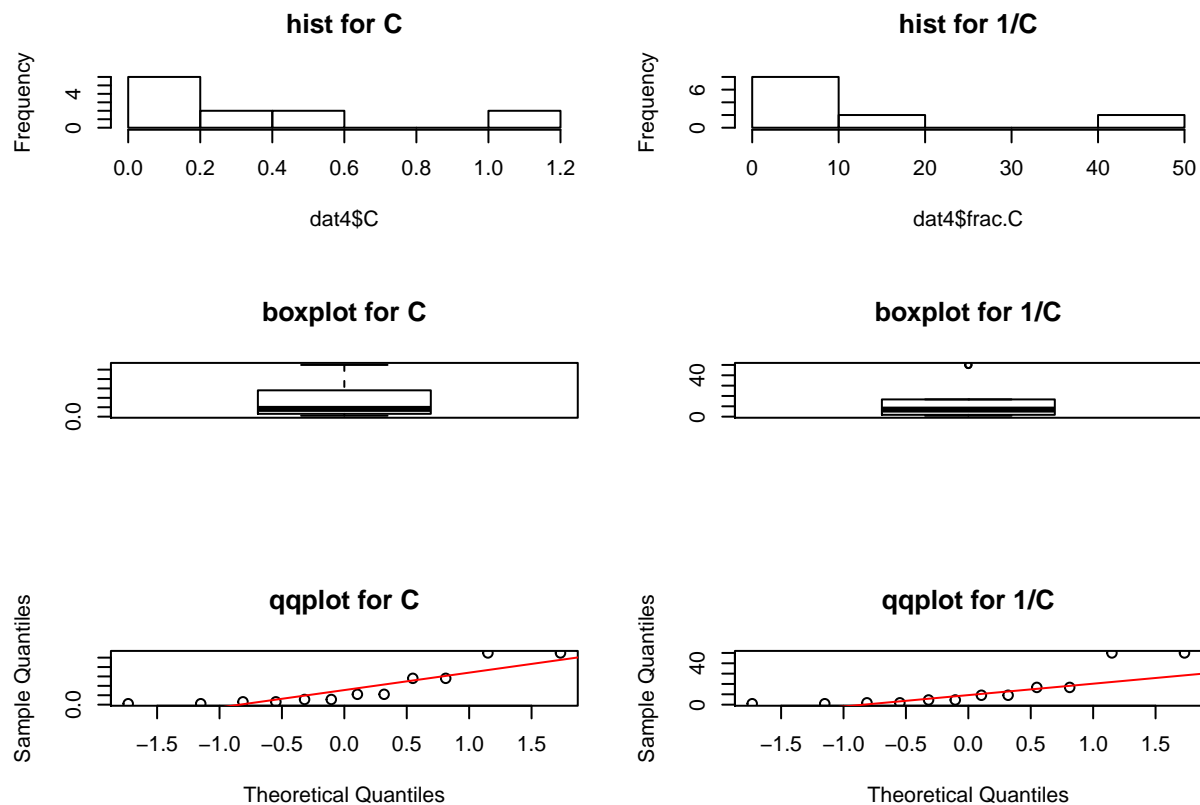 hist for C
Frequency
4
0
0.0 0.2 0.4 0.6 0.8 1.0 1.2
dat4$C
hist for 1/C
Frequency
6
0
0 10 20 30 40 50
dat4$frac.C
boxplot for C
0.0
boxplot for 1/C
40
0
qqplot for C
Sample Quantiles
0.0
−1.5 −1.0 −0.5 0.0 0.5 1.0 1.5
Theoretical Quantiles
qqplot for 1/C
Sample Quantiles
40
0
−1.5 −1.0 −0.5 0.0 0.5 1.0 1.5
Theoretical Quantiles